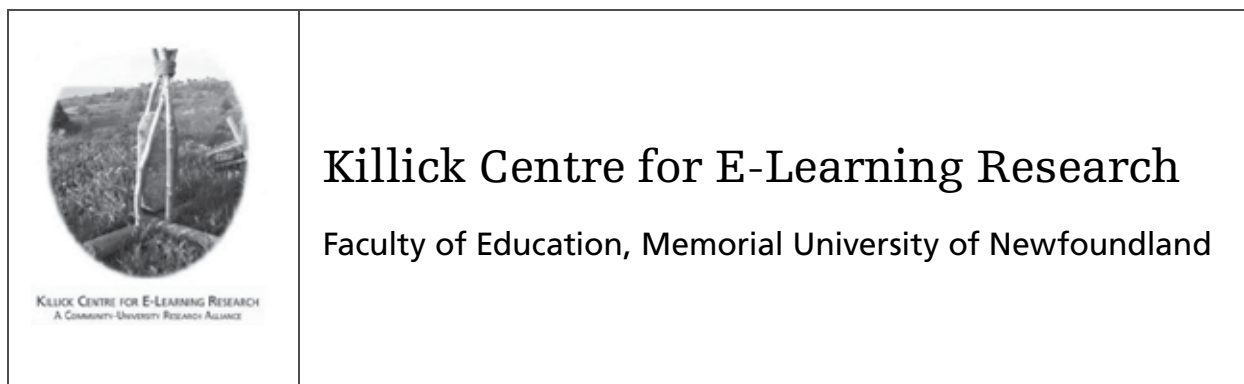 KILLICK CENTRE FOR E-LEARNING RESEARCH
A COMMUNITY-UNIVERSITY RESEARCH ALLIANCE
Killick Centre for E-Learning Research
Faculty of Education, Memorial University of Newfoundland